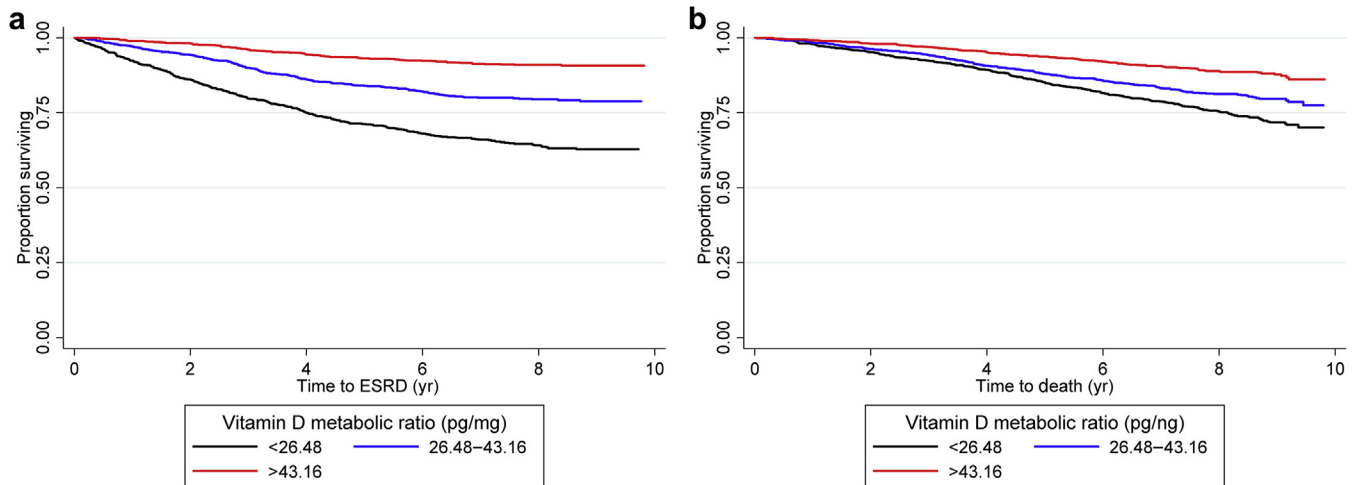 a
Proportion surviving
1.00
0.75
0.50
0.25
0.00
0 2 4 6 8 10
Time to ESRD (yr)
Vitamin D metabolic ratio (pg/mg)
<26.48 26.48–43.16
>43.16
b
Proportion surviving
1.00
0.75
0.50
0.25
0.00
0 2 4 6 8 10
Time to death (yr)
Vitamin D metabolic ratio (pg/ng)
<26.48 26.48–43.16
>43.16